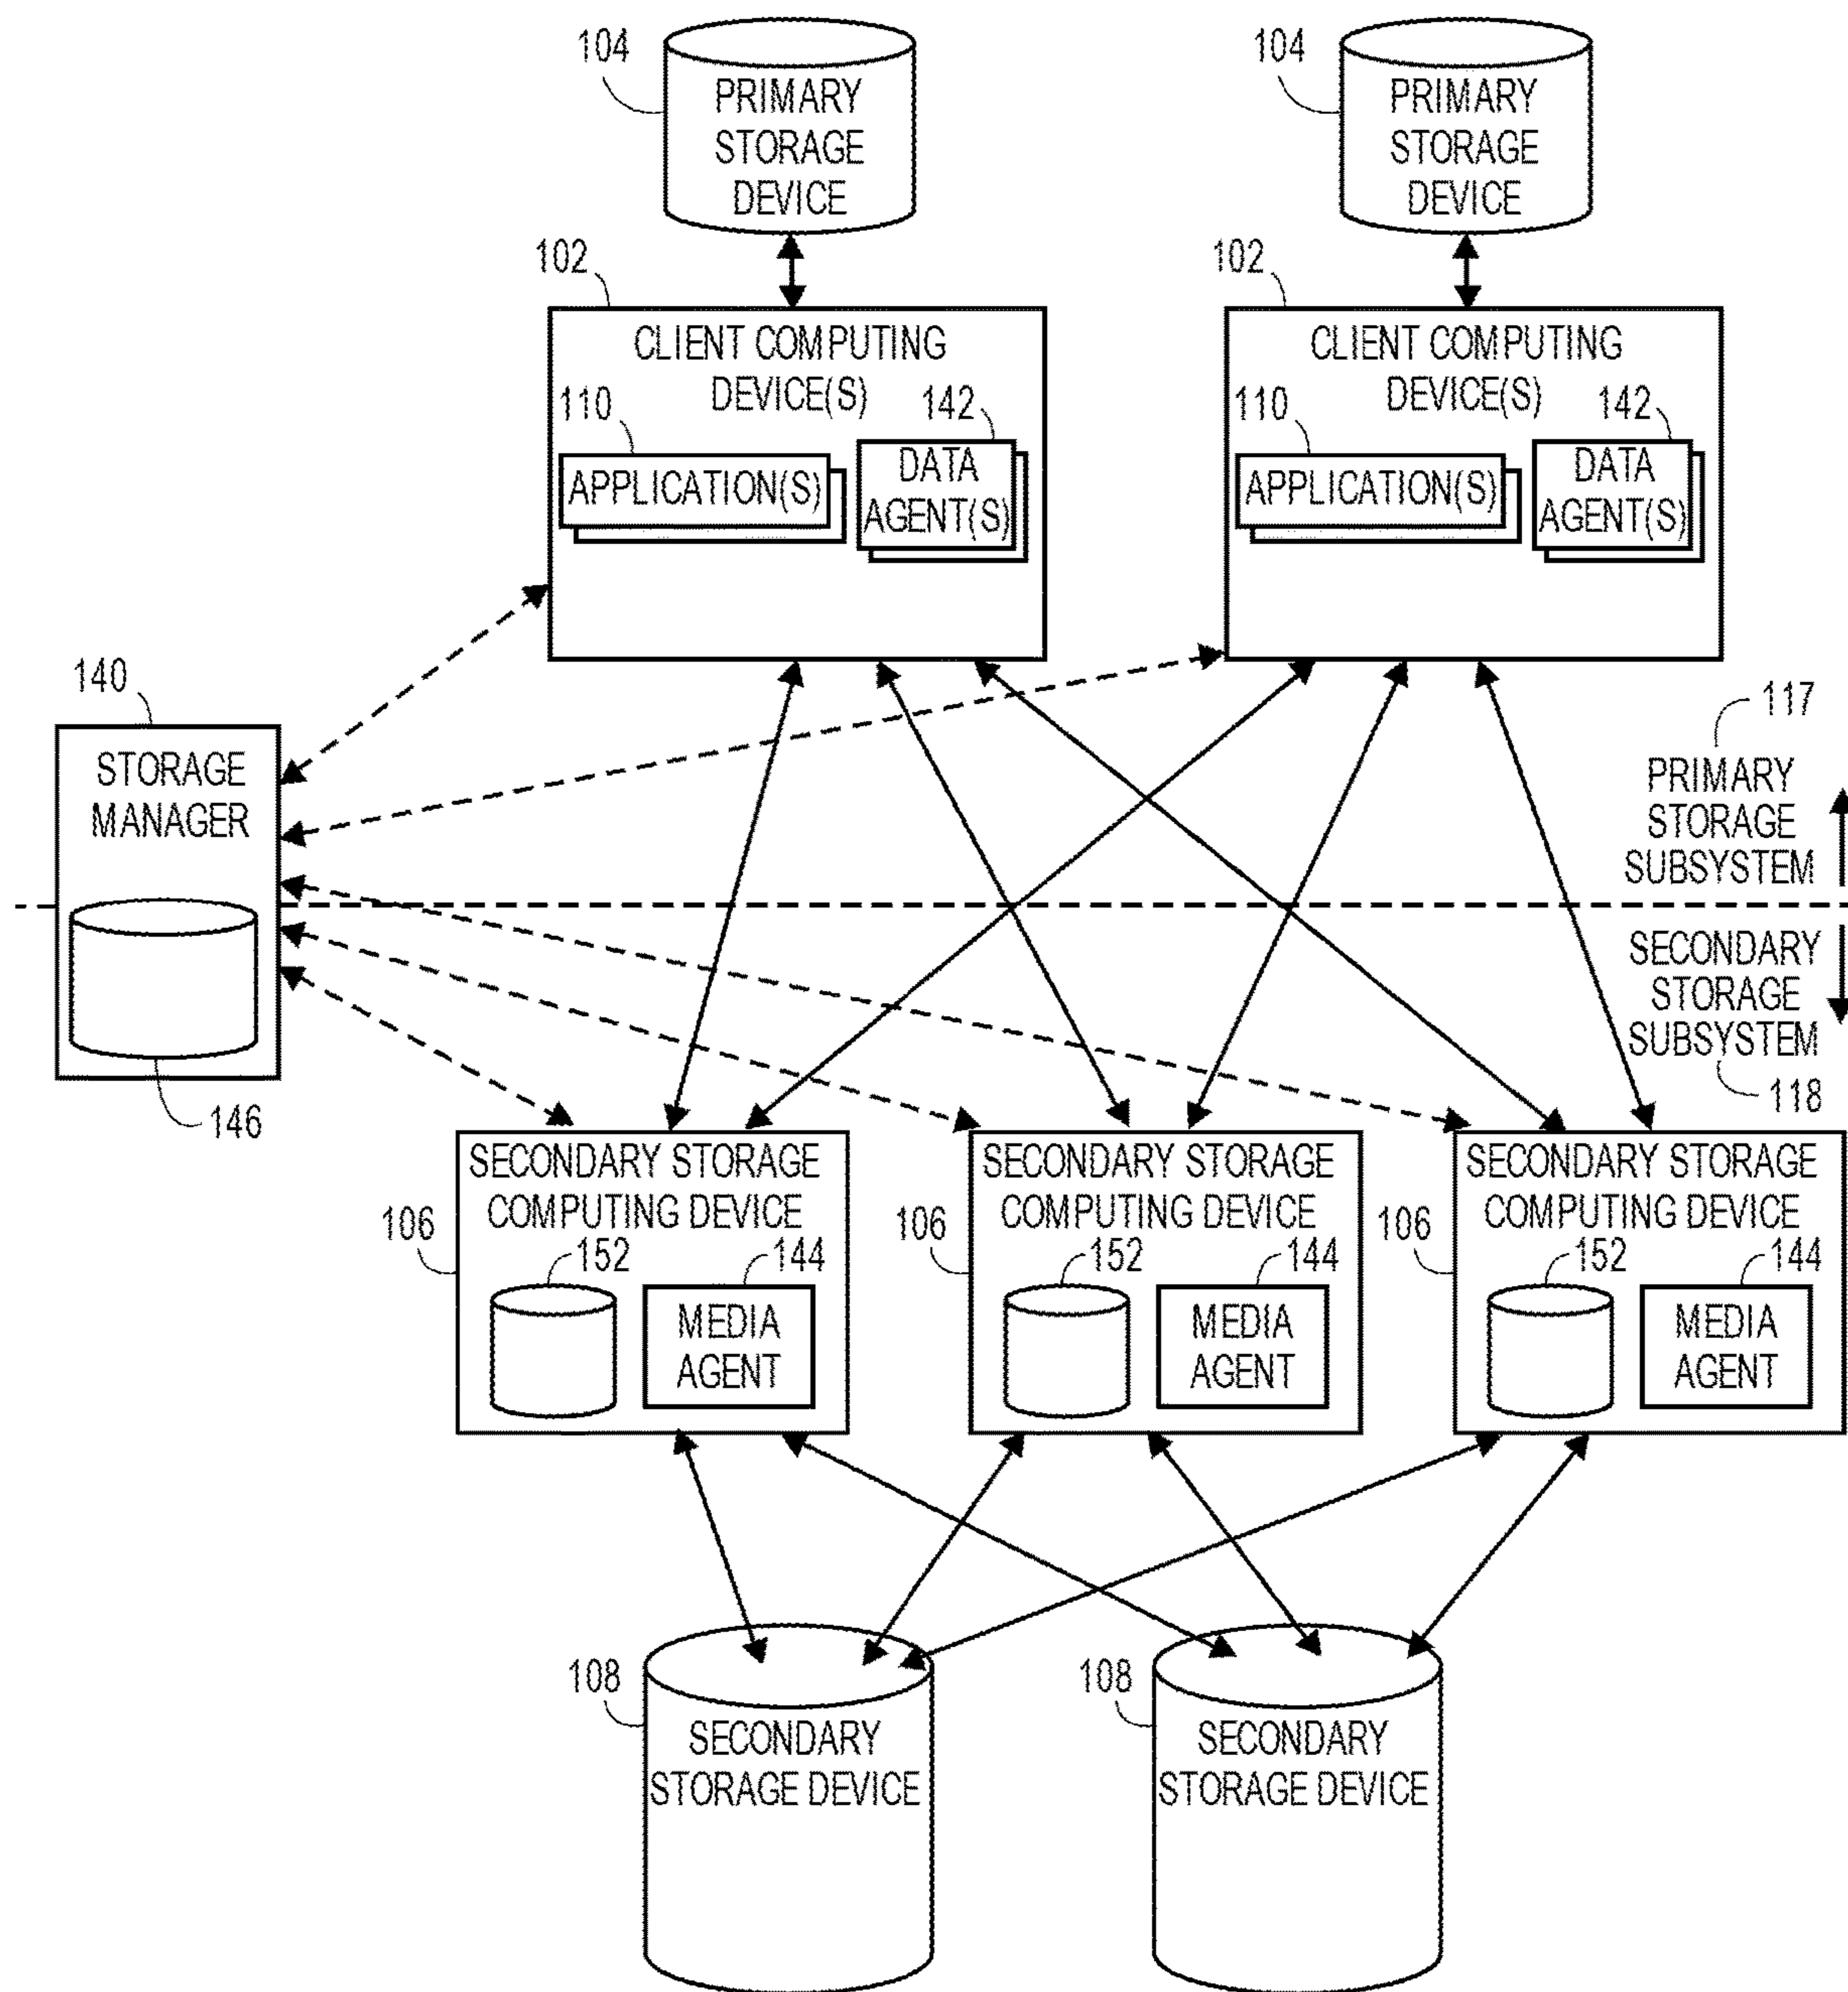 104
PRIMARY
STORAGE
DEVICE
104
PRIMARY
STORAGE
DEVICE
102
CLIENT COMPUTING
DEVICE(S)
110
142
APPLICATION(S)
DATA
AGENT(S)
102
CLIENT COMPUTING
DEVICE(S)
110
142
APPLICATION(S)
DATA
AGENT(S)
140
STORAGE
MANAGER
146
117
PRIMARY
STORAGE
SUBSYSTEM
SECONDARY
STORAGE
SUBSYSTEM
118
SECONDARY STORAGE
COMPUTING DEVICE
106
152
144
MEDIA
AGENT
SECONDARY STORAGE
COMPUTING DEVICE
106
152
144
MEDIA
AGENT
SECONDARY STORAGE
COMPUTING DEVICE
106
152
144
MEDIA
AGENT
108
SECONDARY
STORAGE DEVICE
108
SECONDARY
STORAGE DEVICE